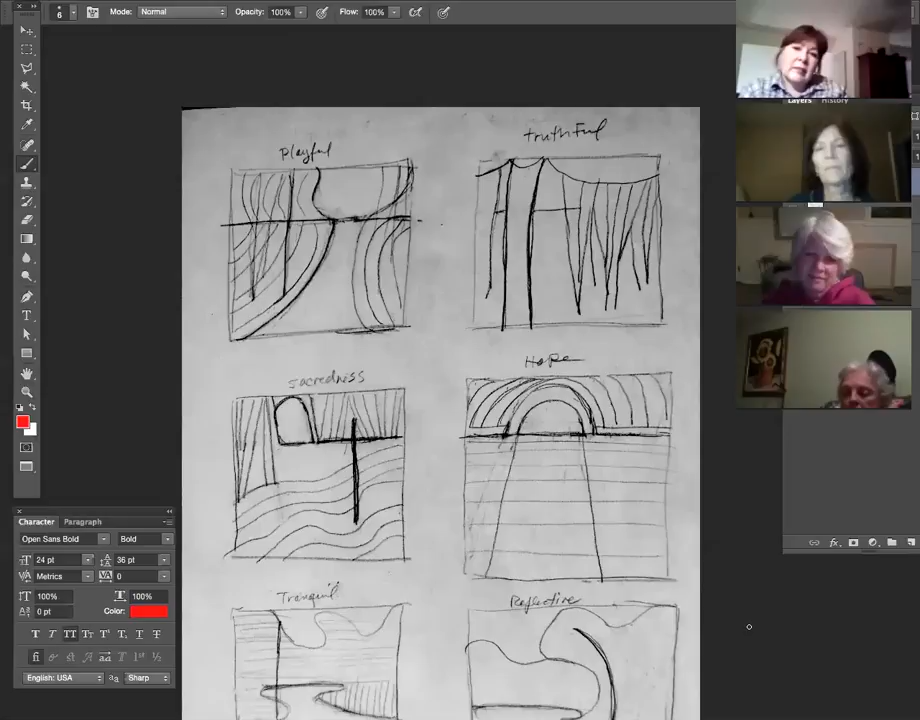 6
Mode: Normal
Opacity: 100%
Flow: 100%
Layers History
Playful
truthful
sacredness
Hope
Tranquil
Reflective
Character Paragraph
Open Sans Bold Bold
24 pt 36 pt
Metrics 0
100% 100%
0 pt Color:
English: USA Sharp